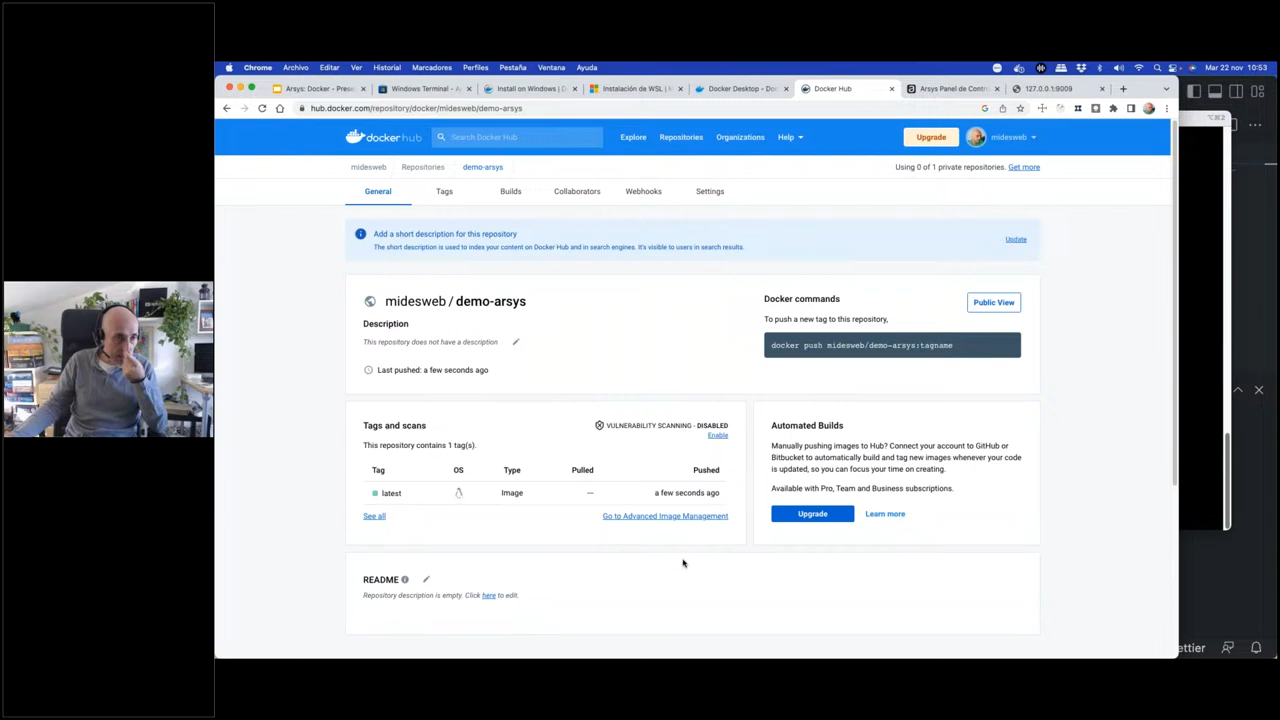 Chrome Archivo Editar Ver Historial Marcadores Perfiles Pestaña Ventana Ayuda Mar 22 nov 10:53
Arsys: Docker - Prese Windows Terminal - Ap Install on Windows | D Instalación de WSL | M Docker Desktop - Doc Docker Hub Arsys Panel de Contro 127.0.0.1:9009
hub.docker.com/repository/docker/midesweb/demo-arsys
dockerhub Search Docker Hub Explore Repositories Organizations Help Upgrade midesweb
midesweb Repositories demo-arsys Using 0 of 1 private repositories. Get more
General Tags Builds Collaborators Webhooks Settings
Add a short description for this repository
The short description is used to index your content on Docker Hub and in search engines. It's visible to users in search results.
Update
midesweb / demo-arsys
Description
This repository does not have a description
Last pushed: a few seconds ago
Docker commands
Public View
To push a new tag to this repository,
docker push midesweb/demo-arsys:tagname
Tags and scans
VULNERABILITY SCANNING - DISABLED
Enable
This repository contains 1 tag(s).
Tag OS Type Pulled Pushed
latest Image — a few seconds ago
See all Go to Advanced Image Management
Automated Builds
Manually pushing images to Hub? Connect your account to GitHub or
Bitbucket to automatically build and tag new images whenever your code
is updated, so you can focus your time on creating.
Available with Pro, Team and Business subscriptions.
Upgrade Learn more
README
Repository description is empty. Click here to edit.
ettier